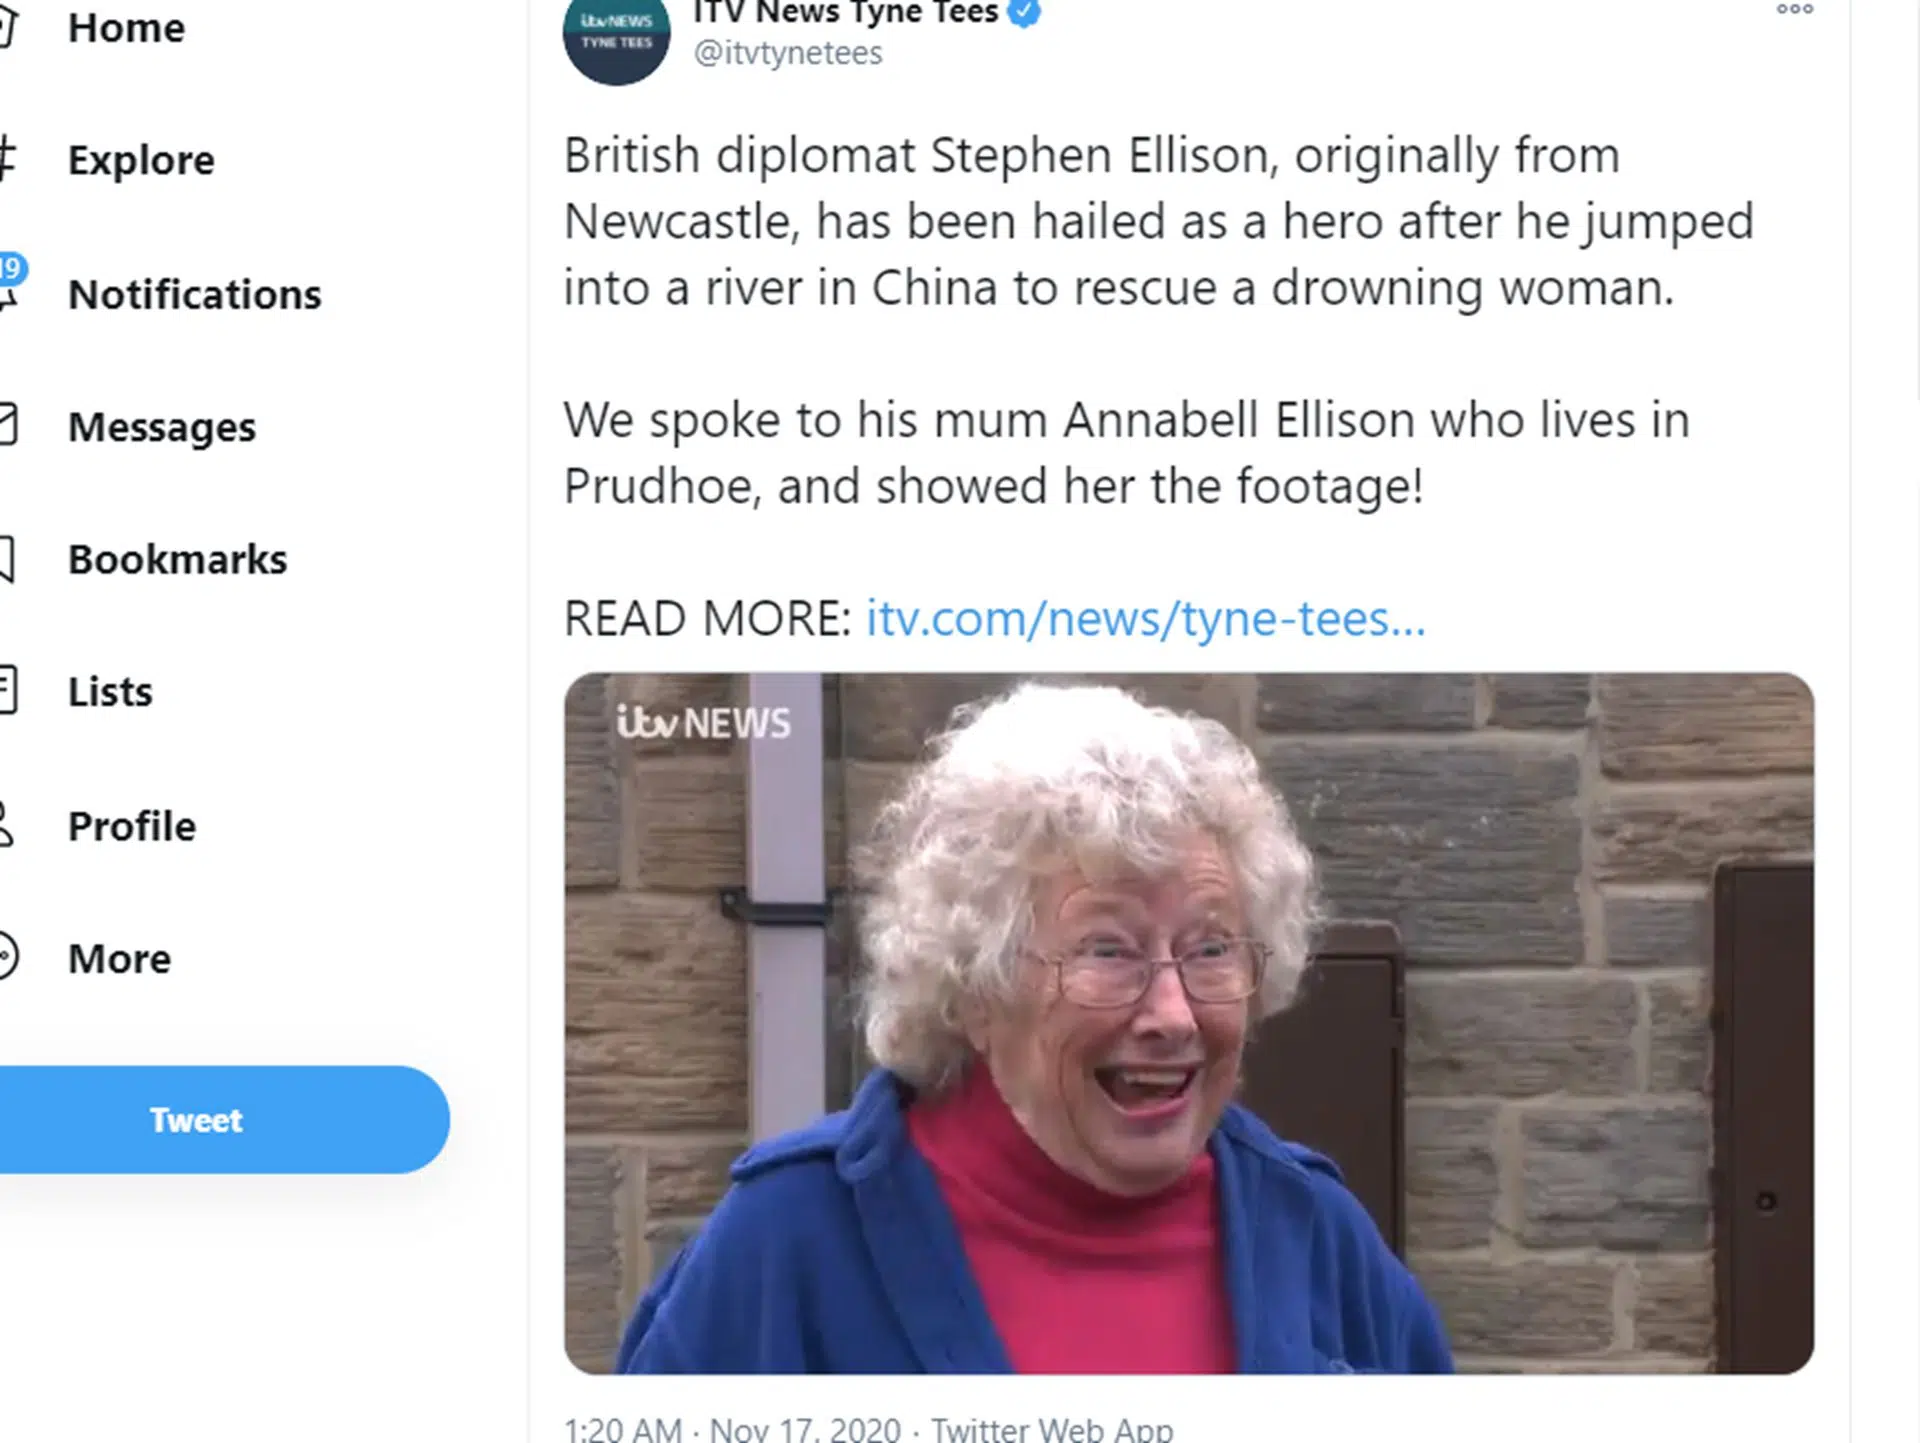 Home
Explore
19
Notifications
Messages
Bookmarks
Lists
Profile
More
Tweet
itv NEWS
TYNE TEES
ITV News Tyne Tees
@itvtynetees
British diplomat Stephen Ellison, originally from
Newcastle, has been hailed as a hero after he jumped
into a river in China to rescue a drowning woman.
We spoke to his mum Annabell Ellison who lives in
Prudhoe, and showed her the footage!
READ MORE: itv.com/news/tyne-tees...
itv NEWS
1:20 AM · Nov 17, 2020 · Twitter Web App